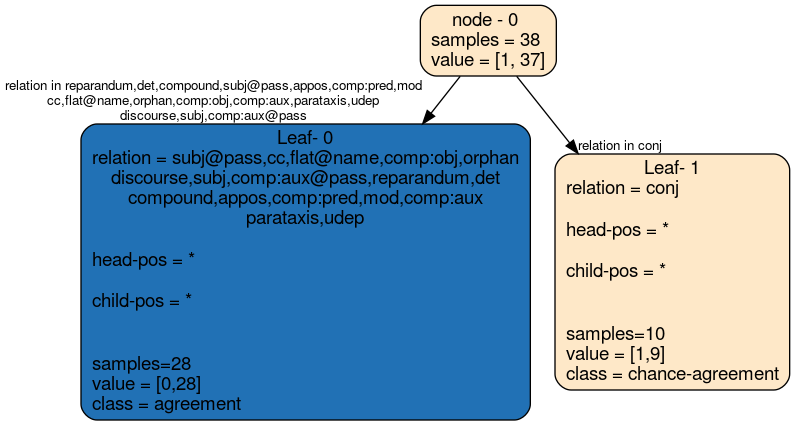 node - 0
samples = 38
value = [1, 37]
relation in reparandum,det,compound,subj@pass,appos,comp:pred,mod
cc,flat@name,orphan,comp:obj,comp:aux,parataxis,udep
discourse,subj,comp:aux@pass
relation in conj
Leaf- 0
relation = subj@pass,cc,flat@name,comp:obj,orphan
discourse,subj,comp:aux@pass,reparandum,det
compound,appos,comp:pred,mod,comp:aux
parataxis,udep
head-pos = *
child-pos = *
samples=28
value = [0,28]
class = agreement
Leaf- 1
relation = conj
head-pos = *
child-pos = *
samples=10
value = [1,9]
class = chance-agreement